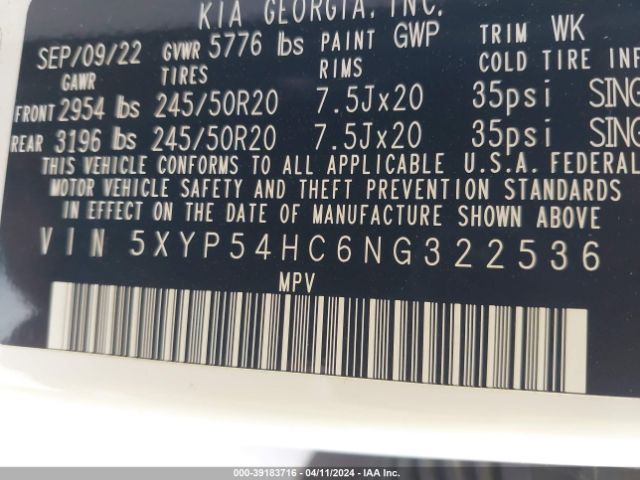 KIA GEORGIA, INC.
SEP/09/22 GVWR 5776 lbs PAINT GWP TRIM WK
GAWR TIRES RIMS COLD TIRE INF
FRONT 2954 lbs 245/50R20 7.5Jx20 35psi SING
REAR 3196 lbs 245/50R20 7.5Jx20 35psi SING
THIS VEHICLE CONFORMS TO ALL APPLICABLE U.S.A. FEDERAL
MOTOR VEHICLE SAFETY AND THEFT PREVENTION STANDARDS
IN EFFECT ON THE DATE OF MANUFACTURE SHOWN ABOVE
VIN 5XYP54HC6NG322536
MPV
000-39183716 - 04/11/2024 - IAAI.COM